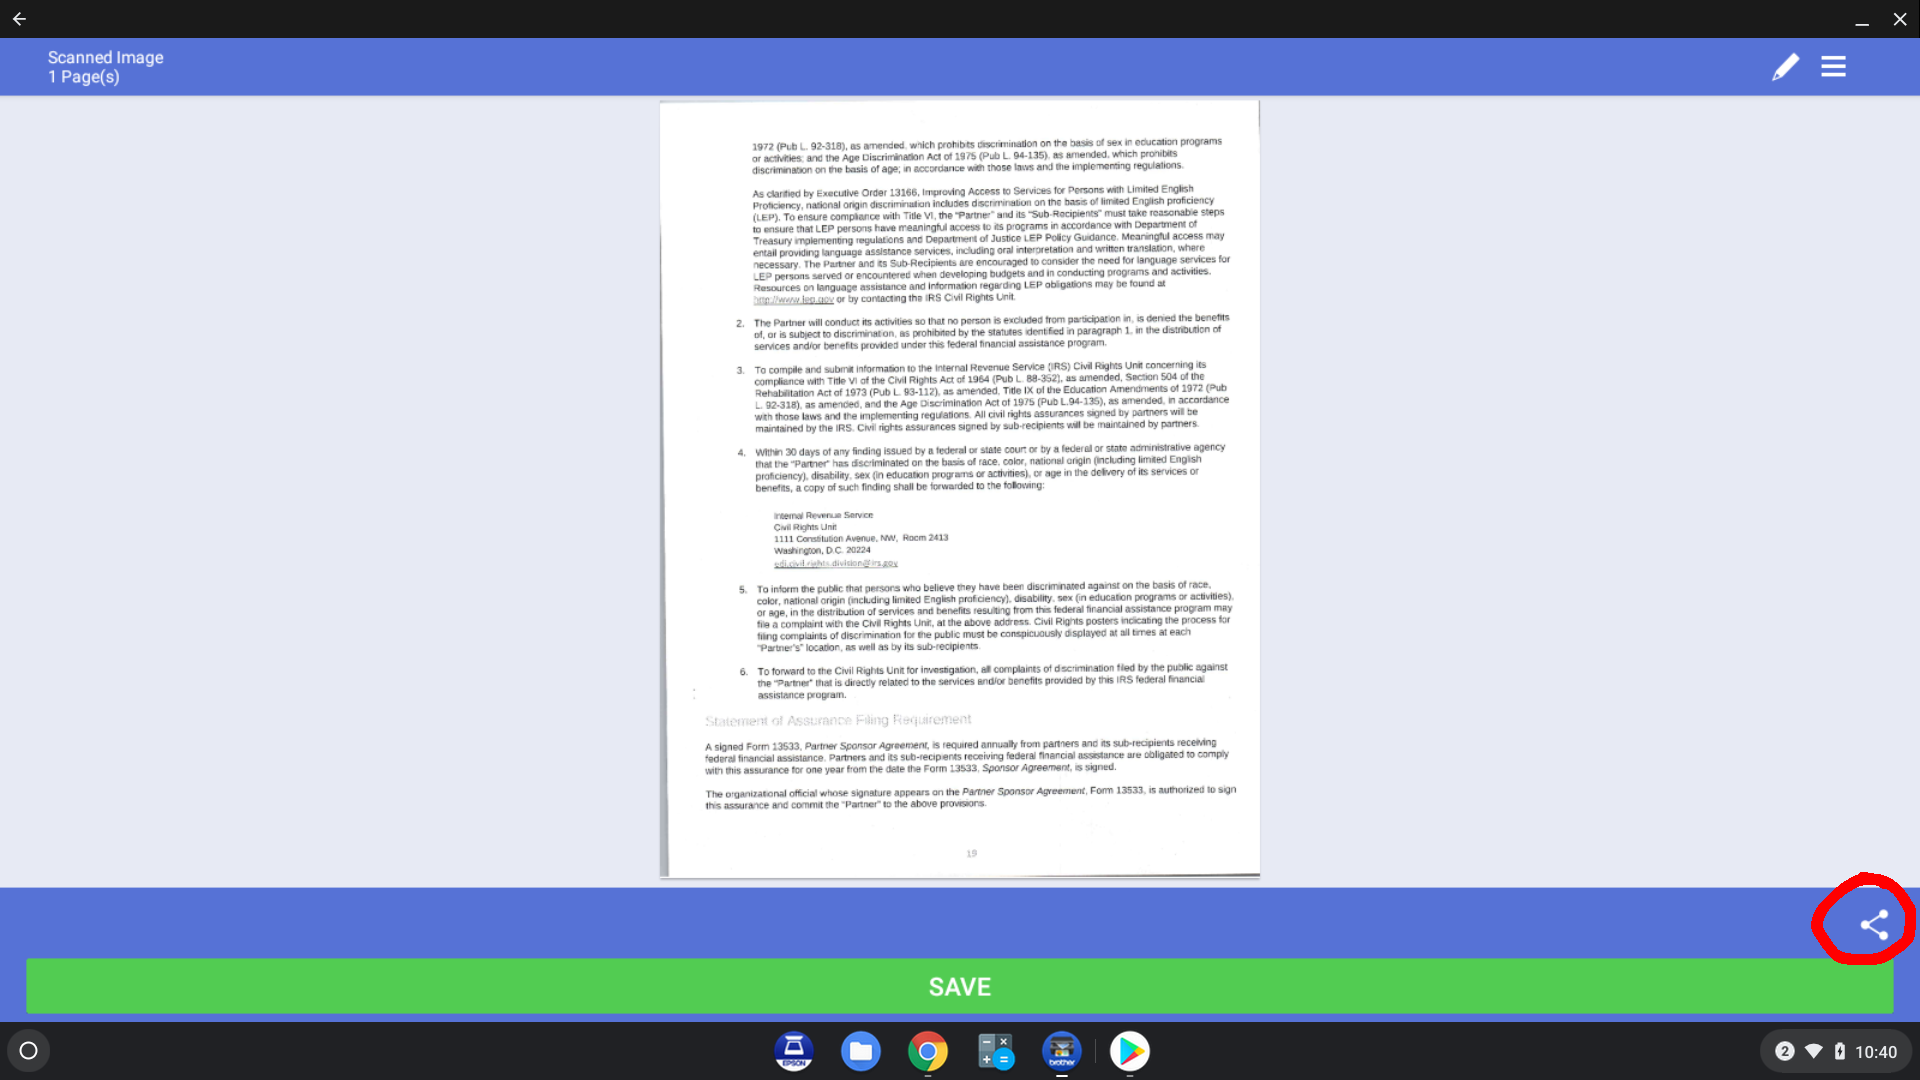 Scanned Image
1 Page(s)
1972 (Pub L. 92-318), as amended, which prohibits discrimination on the basis of sex in education programs
or activities; and the Age Discrimination Act of 1975 (Pub L. 94-135), as amended, which prohibits
discrimination on the basis of age; in accordance with those laws and the implementing regulations.
As clarified by Executive Order 13166, Improving Access to Services for Persons with Limited English
Proficiency, national origin discrimination includes discrimination on the basis of limited English proficiency
(LEP). To ensure compliance with Title VI, the "Partner" and its "Sub-Recipients" must take reasonable steps
to ensure that LEP persons have meaningful access to its programs in accordance with Department of
Treasury implementing regulations and Department of Justice LEP Policy Guidance. Meaningful access may
entail providing language assistance services, including oral interpretation and written translation, where
necessary. The Partner and its Sub-Recipients are encouraged to consider the need for language services for
LEP persons served or encountered when developing budgets and in conducting programs and activities.
Resources on language assistance and information regarding LEP obligations may be found at
http://www.lep.gov or by contacting the IRS Civil Rights Unit.
2. The Partner will conduct its activities so that no person is excluded from participation in, is denied the benefits
of, or is subject to discrimination, as prohibited by the statutes identified in paragraph 1, in the distribution of
services and/or benefits provided under this federal financial assistance program.
3. To compile and submit information to the Internal Revenue Service (IRS) Civil Rights Unit concerning its
compliance with Title VI of the Civil Rights Act of 1964 (Pub L. 88-352), as amended, Section 504 of the
Rehabilitation Act of 1973 (Pub L. 93-112), as amended, Title IX of the Education Amendments of 1972 (Pub
L. 92-318), as amended, and the Age Discrimination Act of 1975 (Pub L.94-135), as amended, in accordance
with those laws and the implementing regulations. All civil rights assurances signed by partners will be
maintained by the IRS. Civil rights assurances signed by sub-recipients will be maintained by partners.
4. Within 30 days of any finding issued by a federal or state court or by a federal or state administrative agency
that the "Partner" has discriminated on the basis of race, color, national origin (including limited English
proficiency), disability, sex (in education programs or activities), or age in the delivery of its services or
benefits, a copy of such finding shall be forwarded to the following:
Internal Revenue Service
Civil Rights Unit
1111 Constitution Avenue, NW, Room 2413
Washington, D.C. 20224
edi.civil.rights.division@irs.gov
5. To inform the public that persons who believe they have been discriminated against on the basis of race,
color, national origin (including limited English proficiency), disability, sex (in education programs or activities),
or age, in the distribution of services and benefits resulting from this federal financial assistance program may
file a complaint with the Civil Rights Unit, at the above address. Civil Rights posters indicating the process for
filing complaints of discrimination for the public must be conspicuously displayed at all times at each
"Partner's" location, as well as by its sub-recipients.
6. To forward to the Civil Rights Unit for investigation, all complaints of discrimination filed by the public against
the "Partner" that is directly related to the services and/or benefits provided by this IRS federal financial
assistance program.
Statement of Assurance Filing Requirement
A signed Form 13533, Partner Sponsor Agreement, is required annually from partners and its sub-recipients receiving
federal financial assistance. Partners and its sub-recipients receiving federal financial assistance are obligated to comply
with this assurance for one year from the date the Form 13533, Sponsor Agreement, is signed.
The organizational official whose signature appears on the Partner Sponsor Agreement, Form 13533, is authorized to sign
this assurance and commit the "Partner" to the above provisions.
19
SAVE
EPSON
brother
2
10:40